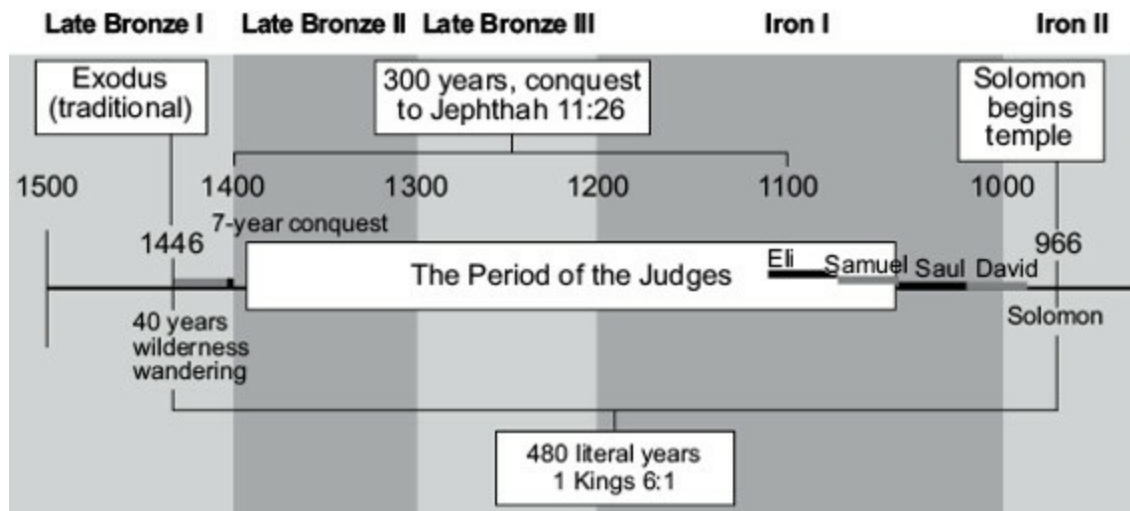 Late Bronze I Late Bronze II Late Bronze III Iron I Iron II
Exodus
(traditional)
300 years, conquest
to Jephthah 11:26
Solomon
begins
temple
1500 1400 1300 1200 1100 1000
7-year conquest
1446
966
The Period of the Judges
Eli
Samuel
Saul
David
Solomon
40 years
wilderness
wandering
480 literal years
1 Kings 6:1